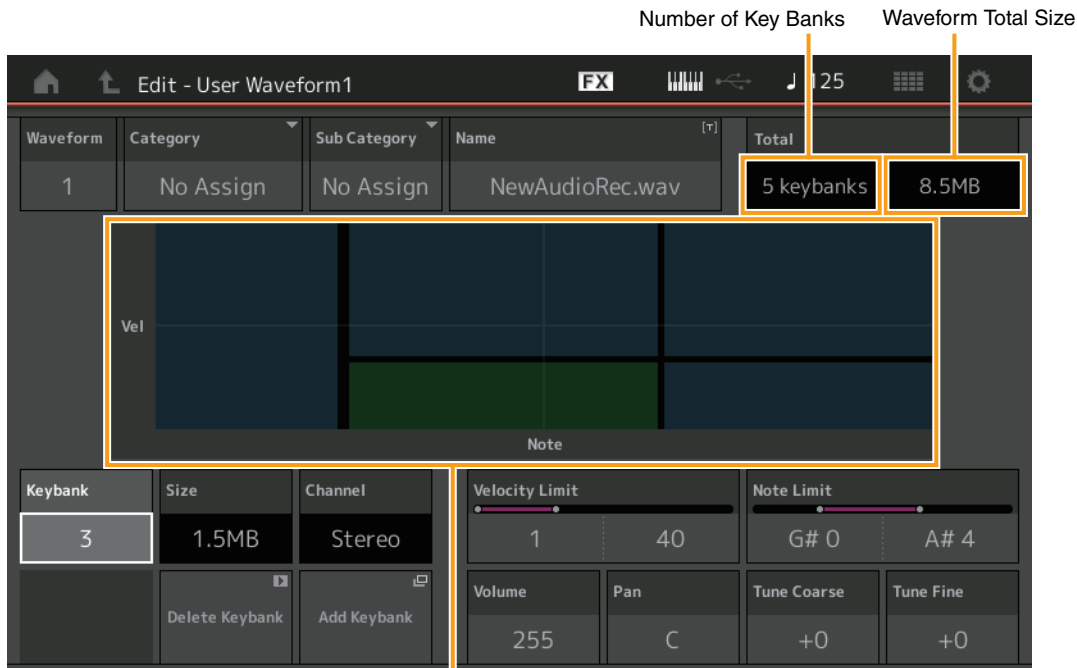 Number of Key Banks Waveform Total Size
Edit - User Waveform1 FX ♩ 125
Waveform Category Sub Category Name [T] Total
1 No Assign No Assign NewAudioRec.wav 5 keybanks 8.5MB
Vel
Note
Keybank Size Channel Velocity Limit Note Limit
3 1.5MB Stereo 1 40 G# 0 A# 4
Delete Keybank Add Keybank Volume Pan Tune Coarse Tune Fine
255 C +0 +0